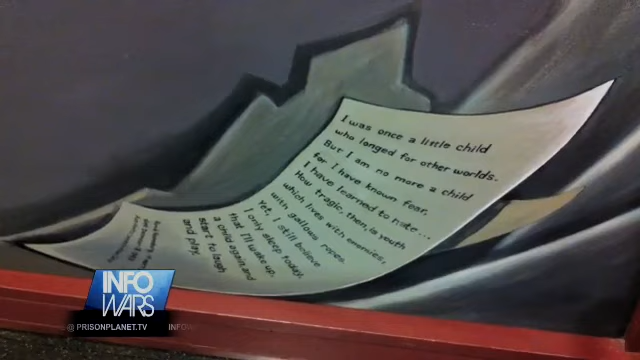 I was once a little child
who longed for other worlds.
But I am no more a child
for I have known fear.
I have learned to hate...
How tragic, then, is youth
which lives with enemies,
with gallows ropes.
Yet, I still believe
I only sleep today,
that I'll wake up,
a child again, and
start to laugh
and play.
INFO
WARS
@ PRISONPLANET.TV
INFOW